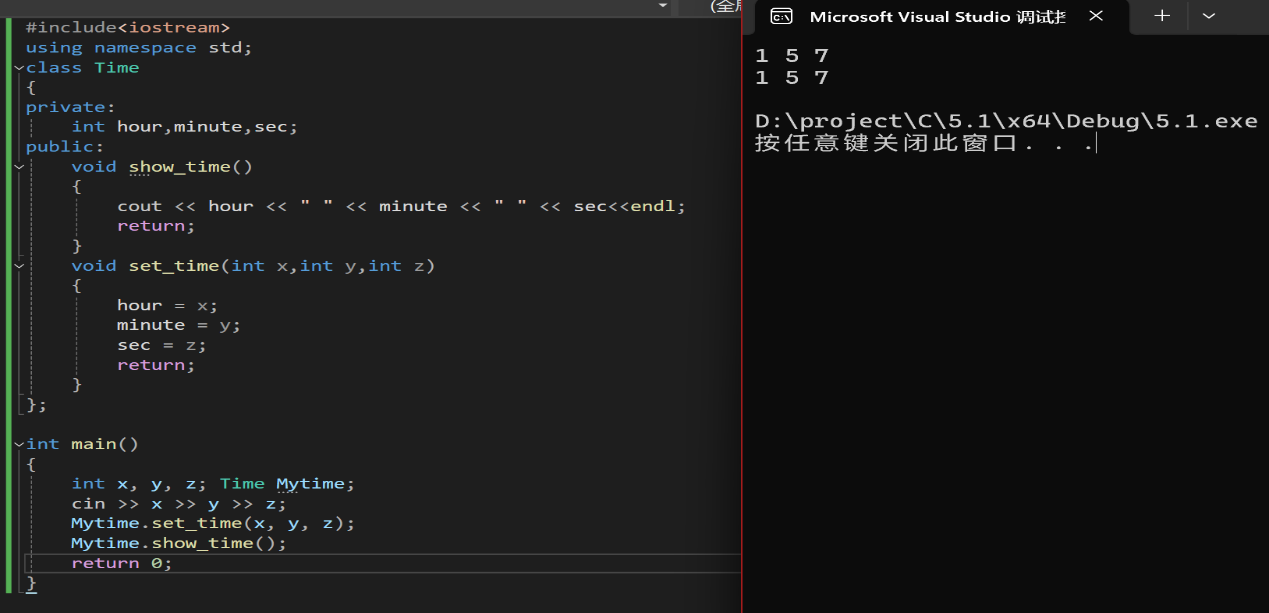 (全局
#include<iostream>
using namespace std;
class Time
{
private:
    int hour,minute,sec;
public:
    void show_time()
    {
        cout << hour << " " << minute << " " << sec<<endl;
        return;
    }
    void set_time(int x,int y,int z)
    {
        hour = x;
        minute = y;
        sec = z;
        return;
    }
};
int main()
{
    int x, y, z; Time Mytime;
    cin >> x >> y >> z;
    Mytime.set_time(x, y, z);
    Mytime.show_time();
    return 0;
}
Microsoft Visual Studio 调试控
1 5 7
1 5 7
D:\project\C\5.1\x64\Debug\5.1.exe
按任意键关闭此窗口. . .